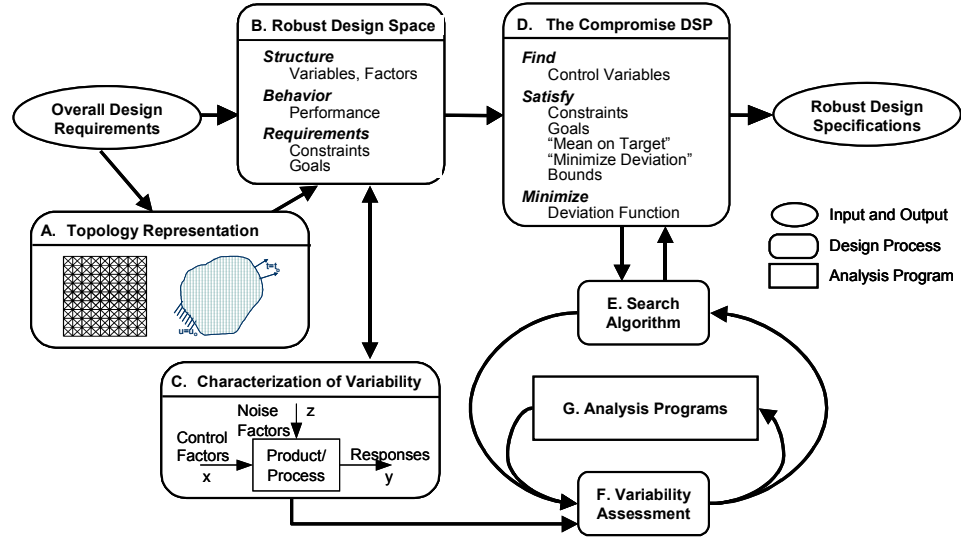 Overall Design
Requirements
B. Robust Design Space
Structure
Variables, Factors
Behavior
Performance
Requirements
Constraints
Goals
D. The Compromise DSP
Find
Control Variables
Satisfy
Constraints
Goals
“Mean on Target”
“Minimize Deviation”
Bounds
Minimize
Deviation Function
Robust Design
Specifications
Input and Output
Design Process
Analysis Program
A. Topology Representation
t=to
u=uo
C. Characterization of Variability
Noise
Factors
z
Control
Factors
x
Product/
Process
Responses
y
E. Search
Algorithm
G. Analysis Programs
F. Variability
Assessment